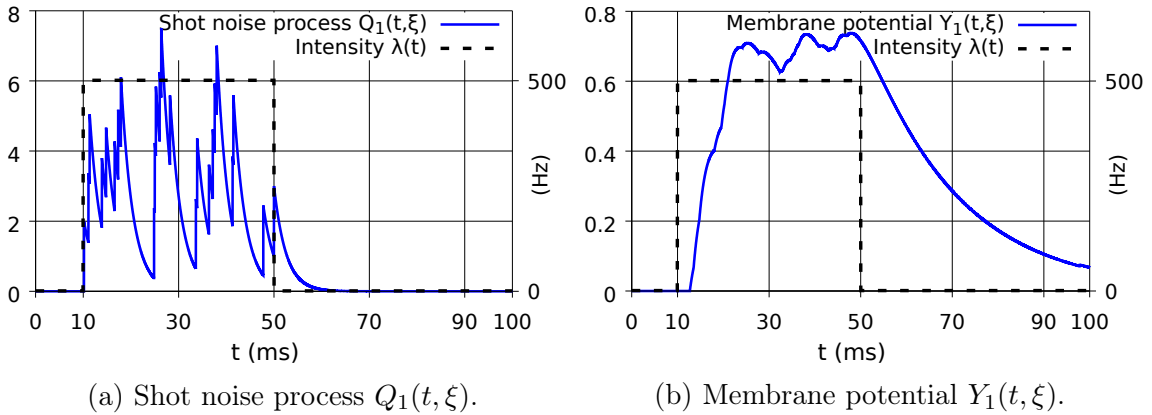 Shot noise process Q₁(t,ξ)
Intensity λ(t)
8
6
4
2
0
500
0
(Hz)
0 10 30 50 70 90 100
t (ms)
(a) Shot noise process Q₁(t, ξ).
Membrane potential Y₁(t,ξ)
Intensity λ(t)
0.8
0.6
0.4
0.2
0
500
0
(Hz)
0 10 30 50 70 90 100
t (ms)
(b) Membrane potential Y₁(t, ξ).